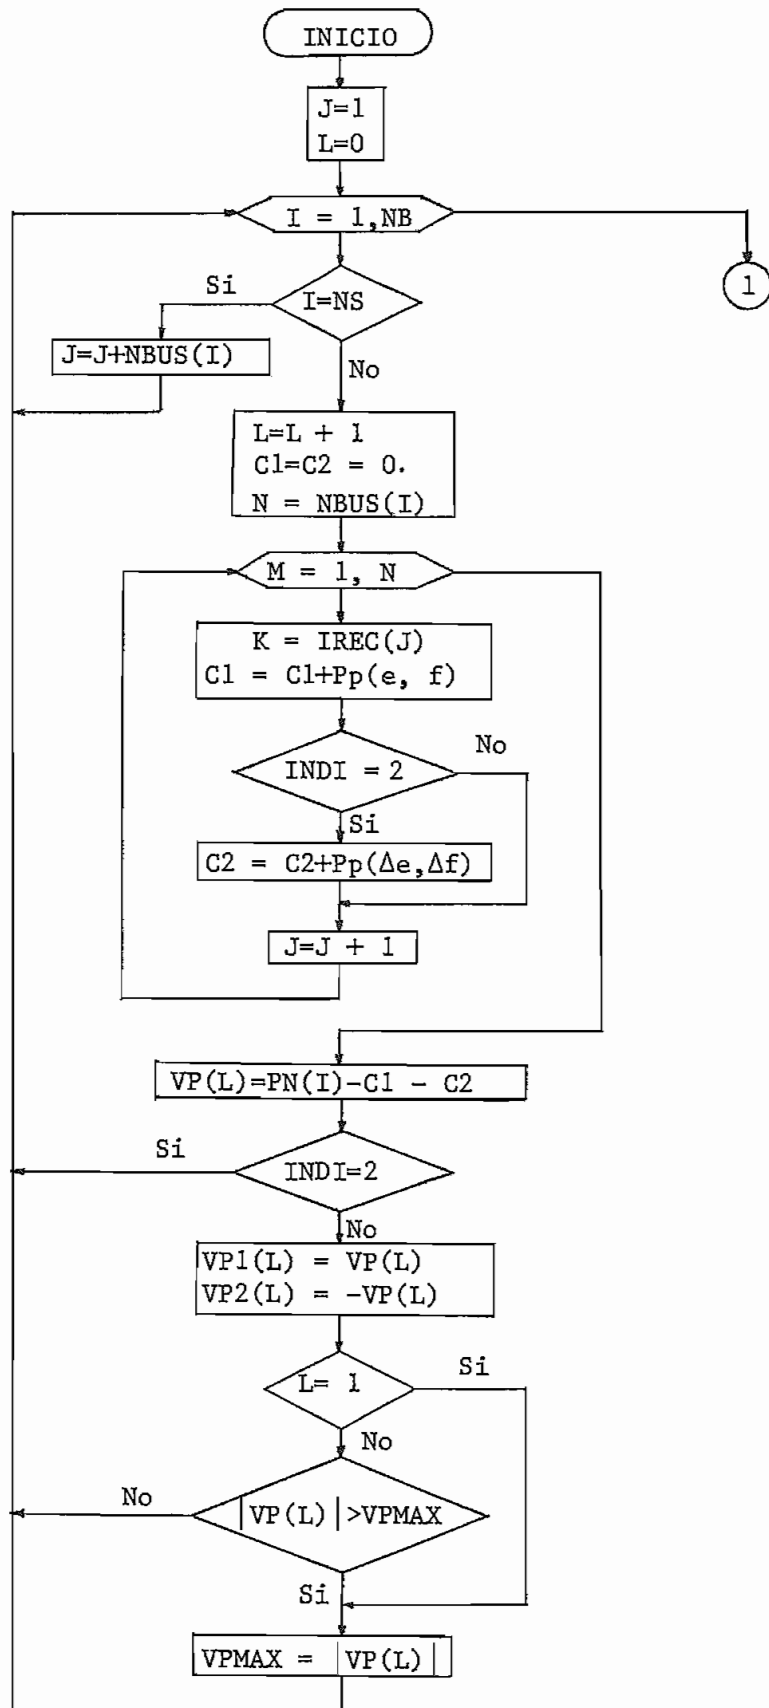 INICIO
J=1
L=0
I = 1,NB
1
Si
I=NS
J=J+NBUS(I)
No
L=L + 1
C1=C2 = 0.
N = NBUS(I)
M = 1, N
K = IREC(J)
C1 = C1+Pp(e, f)
No
INDI = 2
Si
C2 = C2+Pp(Δe,Δf)
J=J + 1
VP(L)=PN(I)-C1 - C2
Si
INDI=2
No
VP1(L) = VP(L)
VP2(L) = -VP(L)
Si
L= 1
No
No
|VP(L)|>VPMAX
Si
VPMAX = |VP(L)|